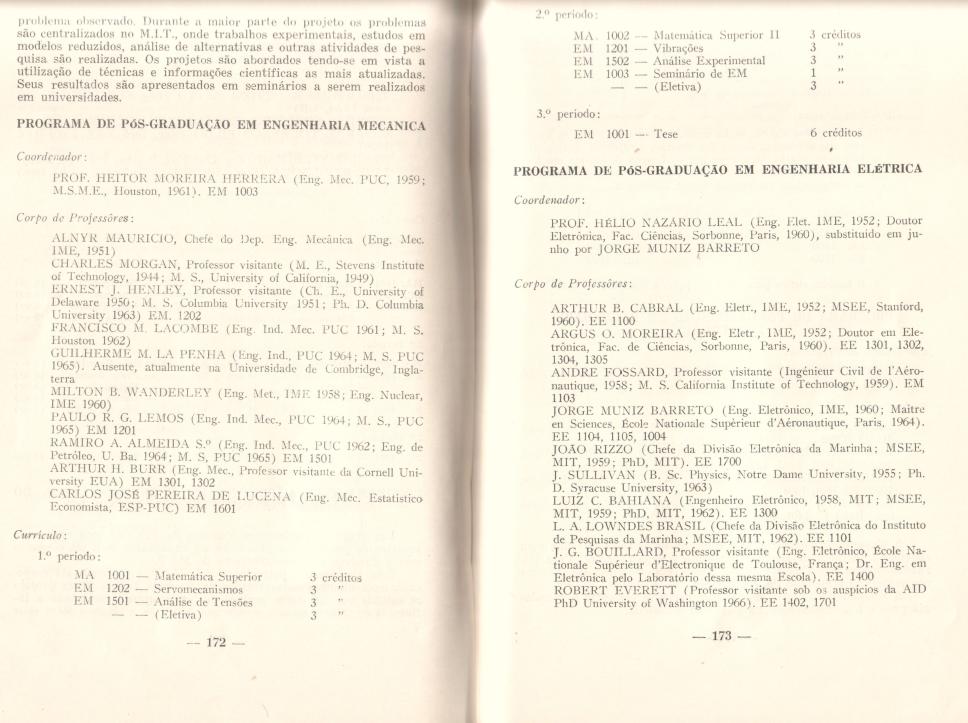 problema observado. Durante a maior parte do projeto os problemas
são centralizados no M.I.T., onde trabalhos experimentais, estudos em
modelos reduzidos, análise de alternativas e outras atividades de pes-
quisa são realizadas. Os projetos são abordados tendo-se em vista a
utilização de técnicas e informações científicas as mais atualizadas.
Seus resultados são apresentados em seminários a serem realizados
em universidades.
PROGRAMA DE PÓS-GRADUAÇÃO EM ENGENHARIA MECÂNICA
Coordenador:
PROF. HEITOR MOREIRA HERRERA (Eng. Mec. PUC, 1959;
M.S.M.E., Houston, 1961). EM 1003
Corpo de Professôres:
ALNYR MAURICIO, Chefe do Dep. Eng. Mecânica (Eng. Mec.
IME, 1951)
CHARLES MORGAN, Professor visitante (M. E., Stevens Institute
of Technology, 1944; M. S., University of California, 1949)
ERNEST J. HENLEY, Professor visitante (Ch. E., University of
Delaware 1950; M. S. Columbia University 1951; Ph. D. Columbia
University 1963) EM. 1202
FRANCISCO M. LACOMBE (Eng. Ind. Mec. PUC 1961; M. S.
Houston 1962)
GUILHERME M. LA PENHA (Eng. Ind., PUC 1964; M. S. PUC
1965). Ausente, atualmente na Universidade de Combridge, Ingla-
terra
MILTON B. WANDERLEY (Eng. Met., IME 1958; Eng. Nuclear,
IME 1960)
PAULO R. G. LEMOS (Eng. Ind. Mec., PUC 1964; M. S., PUC
1965) EM 1201
RAMIRO A. ALMEIDA S.º (Eng. Ind. Mec., PUC 1962; Eng. de
Petróleo, U. Ba. 1964; M. S, PUC 1965) EM 1501
ARTHUR H. BURR (Eng. Mec., Professor visitante da Cornell Uni-
versity EUA) EM 1301, 1302
CARLOS JOSÉ PEREIRA DE LUCENA (Eng. Mec. Estatístico
Economista, ESP-PUC) EM 1601
Currículo:
1.º período:
MA 1001 — Matemática Superior 3 créditos
EM 1202 — Servomecanismos 3 ”
EM 1501 — Análise de Tensões 3 ”
— — (Eletiva) 3 ”
— 172 —
2.º período:
MA. 1002 — Matemática Superior II 3 créditos
EM 1201 — Vibrações 3 ”
EM 1502 — Análise Experimental 3 ”
EM 1003 — Seminário de EM 1 ”
— — (Eletiva) 3 ”
3.º período:
EM 1001 — Tese 6 créditos
PROGRAMA DE PÓS-GRADUAÇÃO EM ENGENHARIA ELÉTRICA
Coordenador:
PROF. HÉLIO NAZÁRIO LEAL (Eng. Elet. IME, 1952; Doutor
Eletrônica, Fac. Ciências, Sorbonne, Paris, 1960), substituído em ju-
nho por JORGE MUNIZ BARRETO
Corpo de Professôres:
ARTHUR B. CABRAL (Eng. Eletr., IME, 1952; MSEE, Stanford,
1960). EE 1100
ARGUS O. MOREIRA (Eng. Eletr, IME, 1952; Doutor em Ele-
trônica, Fac. de Ciências, Sorbonne, Paris, 1960). EE 1301, 1302,
1304, 1305
ANDRE FOSSARD, Professor visitante (Ingénieur Civil de l'Aéro-
nautique, 1958; M. S. California Institute of Technology, 1959). EM
1103
JORGE MUNIZ BARRETO (Eng. Eletrônico, IME, 1960; Maître
en Sciences, École Nationale Supérieur d'Aéronautique, Paris, 1964).
EE 1104, 1105, 1004
JOÃO RIZZO (Chefe da Divisão Eletrônica da Marinha; MSEE,
MIT, 1959; PhD, MIT). EE 1700
J. SULLIVAN (B. Sc. Physics, Notre Dame University, 1955; Ph.
D. Syracuse University, 1963)
LUIZ C. BAHIANA (Engenheiro Eletrônico, 1958, MIT; MSEE,
MIT, 1959; PhD, MIT, 1962). EE 1300
L. A. LOWNDES BRASIL (Chefe da Divisão Eletrônica do Instituto
de Pesquisas da Marinha; MSEE, MIT, 1962). EE 1101
J. G. BOUILLARD, Professor visitante (Eng. Eletrônico, École Na-
tionale Supérieur d'Electronique de Toulouse, França; Dr. Eng. em
Eletrônica pelo Laboratório dessa mesma Escola). EE 1400
ROBERT EVERETT (Professor visitante sob os auspícios da AID
PhD University of Washington 1966). EE 1402, 1701
— 173 —